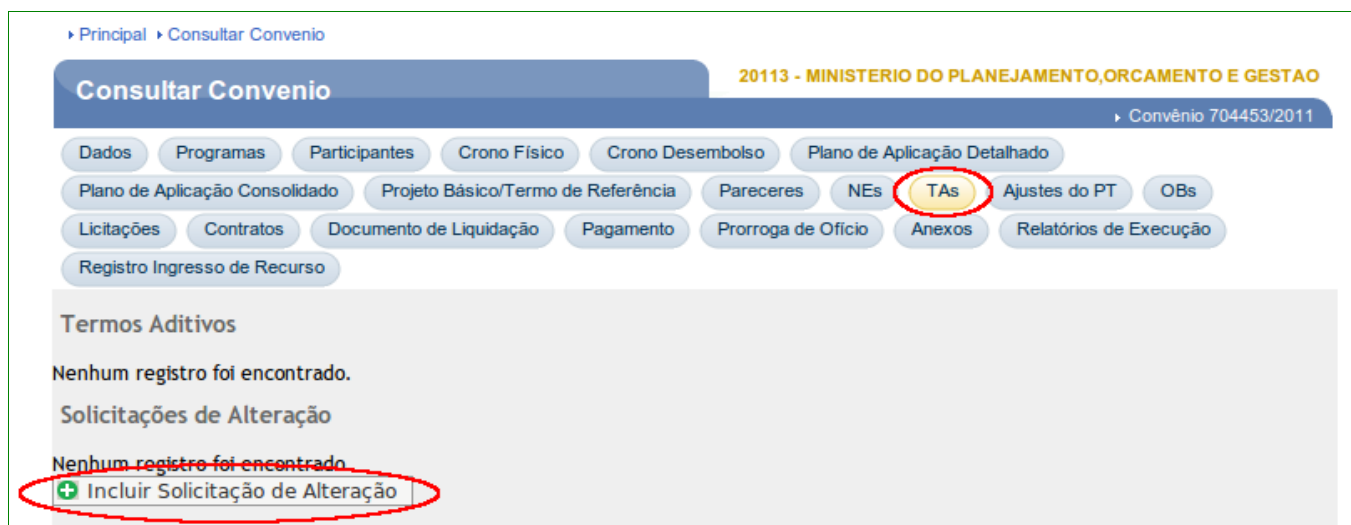 Principal Consultar Convenio
Consultar Convenio
20113 - MINISTERIO DO PLANEJAMENTO,ORCAMENTO E GESTAO
Convênio 704453/2011
Dados Programas Participantes Crono Físico Crono Desembolso Plano de Aplicação Detalhado
Plano de Aplicação Consolidado Projeto Básico/Termo de Referência Pareceres NEs TAs Ajustes do PT OBs
Licitações Contratos Documento de Liquidação Pagamento Prorroga de Ofício Anexos Relatórios de Execução
Registro Ingresso de Recurso
Termos Aditivos
Nenhum registro foi encontrado.
Solicitações de Alteração
Nenhum registro foi encontrado
Incluir Solicitação de Alteração